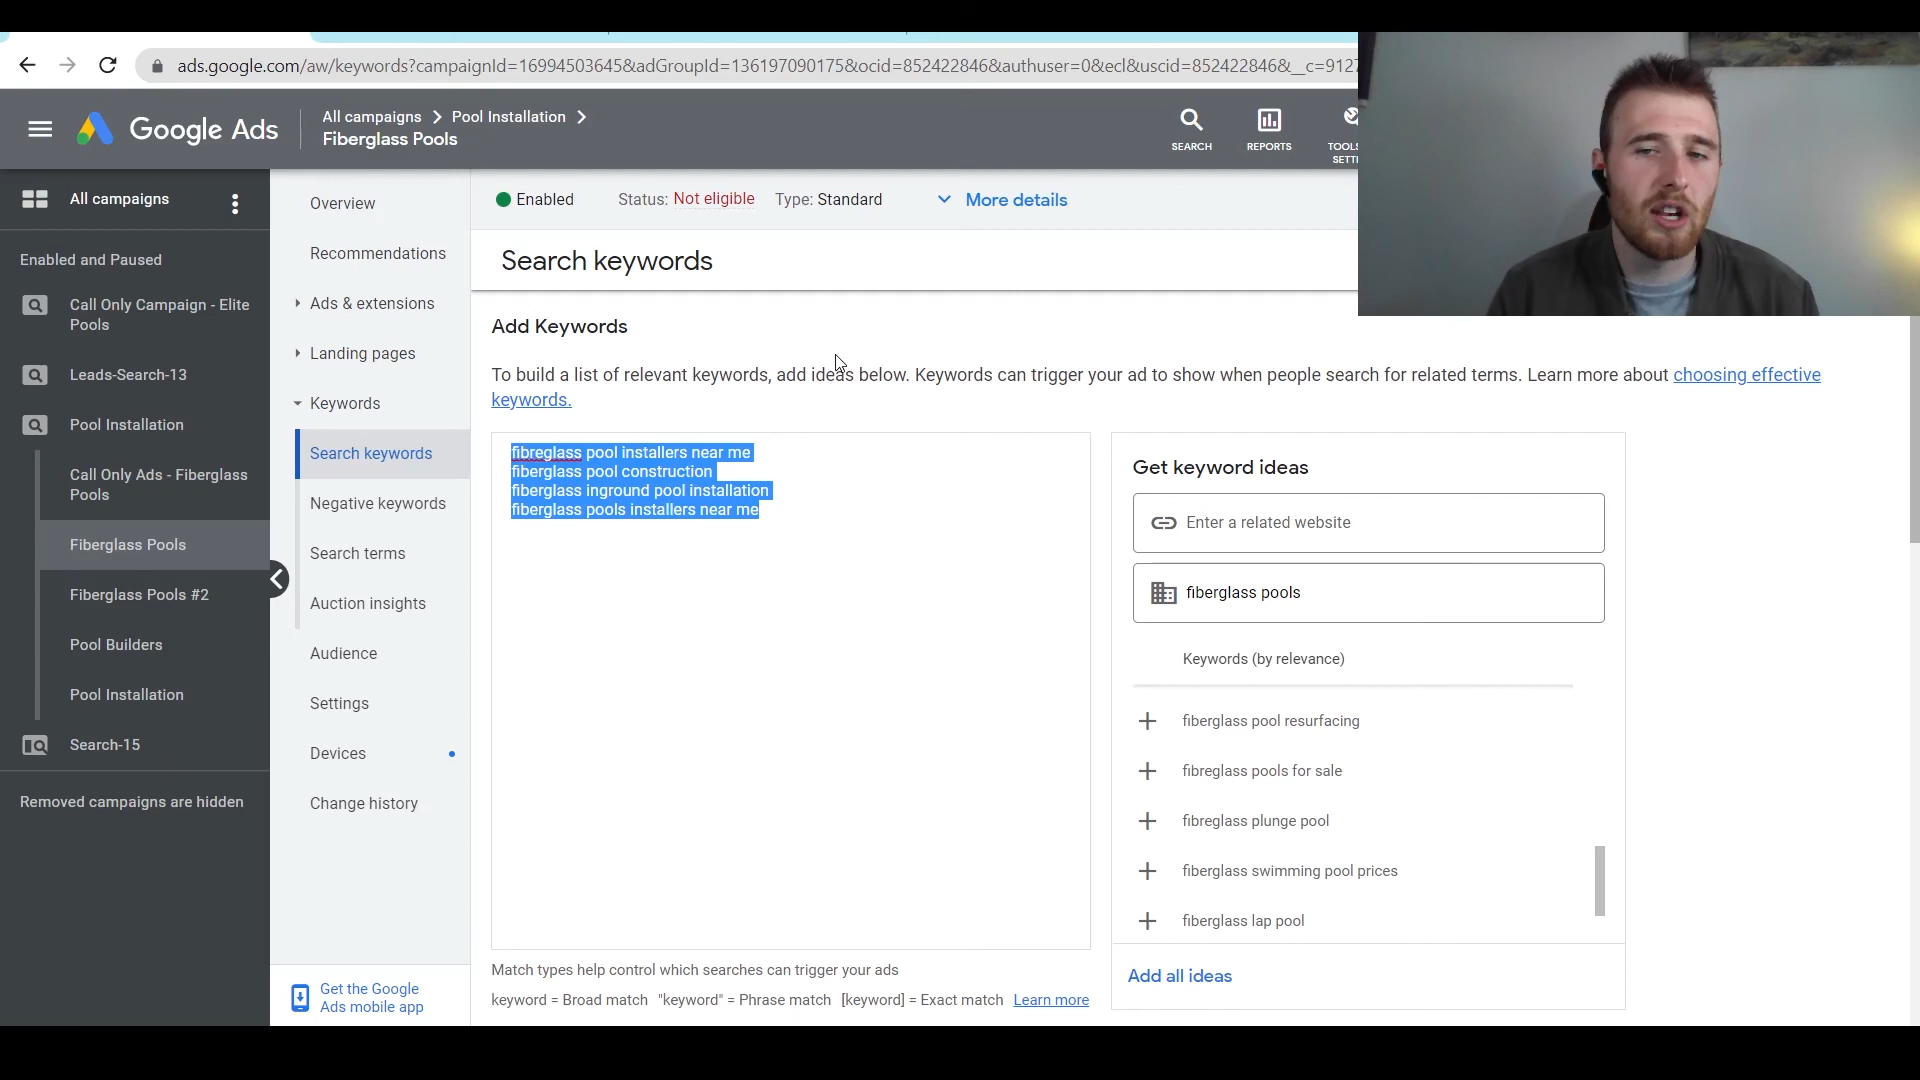 ads.google.com/aw/keywords?campaignId=16994503645&adGroupId=136197090175&ocid=852422846&authuser=0&ecl&uscid=852422846&__c=9127
Google Ads
All campaigns
Pool Installation
Fiberglass Pools
SEARCH
REPORTS
TOOLS
SETTI
All campaigns
Enabled and Paused
Call Only Campaign - Elite
Pools
Leads-Search-13
Pool Installation
Call Only Ads - Fiberglass
Pools
Fiberglass Pools
Fiberglass Pools #2
Pool Builders
Pool Installation
Search-15
Removed campaigns are hidden
Overview
Recommendations
Ads & extensions
Landing pages
Keywords
Search keywords
Negative keywords
Search terms
Auction insights
Audience
Settings
Devices
Change history
Get the Google
Ads mobile app
Enabled
Status: Not eligible
Type: Standard
More details
Search keywords
Add Keywords
To build a list of relevant keywords, add ideas below. Keywords can trigger your ad to show when people search for related terms. Learn more about choosing effective
keywords.
fibreglass pool installers near me
fiberglass pool construction
fiberglass inground pool installation
fiberglass pools installers near me
Match types help control which searches can trigger your ads
keyword = Broad match "keyword" = Phrase match [keyword] = Exact match Learn more
Get keyword ideas
Enter a related website
fiberglass pools
Keywords (by relevance)
fiberglass pool resurfacing
fibreglass pools for sale
fibreglass plunge pool
fiberglass swimming pool prices
fiberglass lap pool
Add all ideas